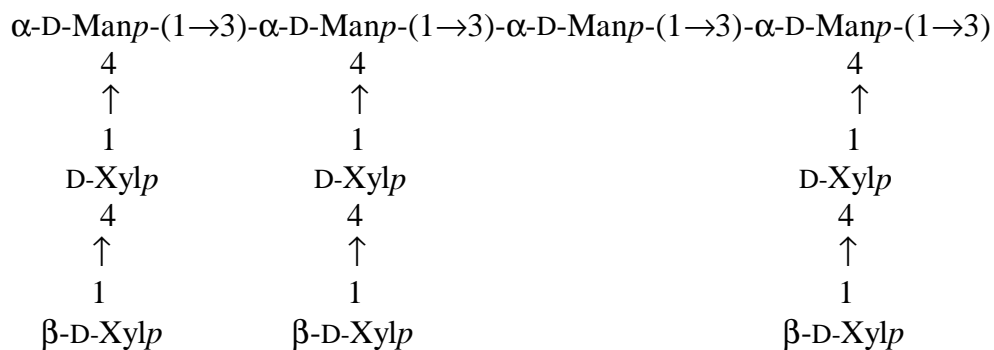 α-D-Manp-(1→3)-α-D-Manp-(1→3)-α-D-Manp-(1→3)-α-D-Manp-(1→3)
4 4 4
↑ ↑ ↑
1 1 1
D-Xylp D-Xylp D-Xylp
4 4 4
↑ ↑ ↑
1 1 1
β-D-Xylp β-D-Xylp β-D-Xylp